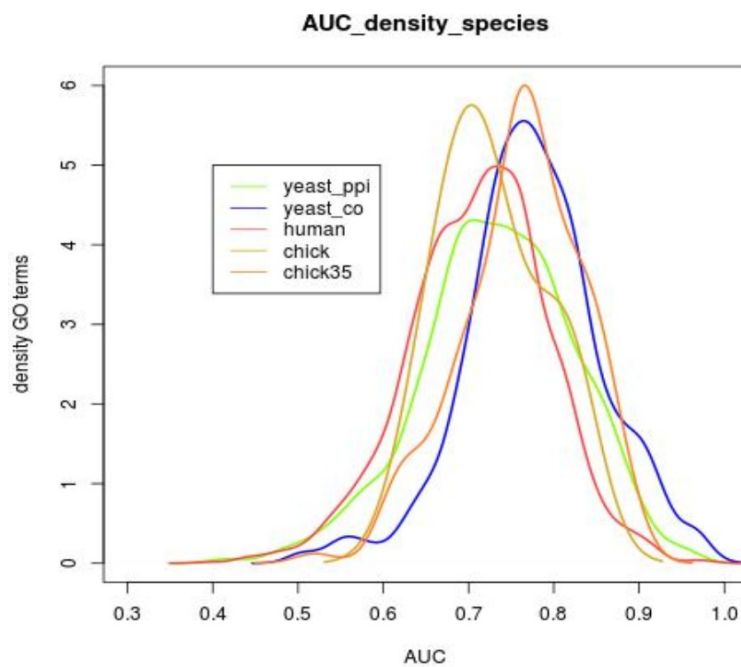 AUC_density_species
6
5
4
3
2
1
0
density GO terms
yeast_ppi
yeast_co
human
chick
chick35
0.3 0.4 0.5 0.6 0.7 0.8 0.9 1.0
AUC